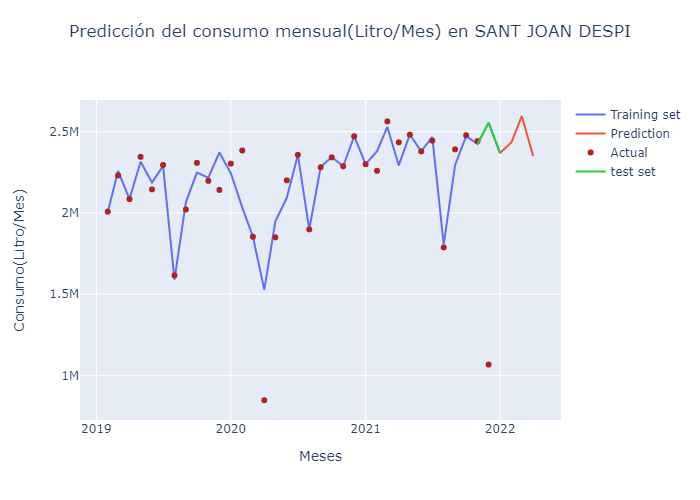 Predicción del consumo mensual(Litro/Mes) en SANT JOAN DESPI
Training set
Prediction
Actual
test set
Consumo(Litro/Mes)
2.5M
2M
1.5M
1M
2019
2020
2021
2022
Meses